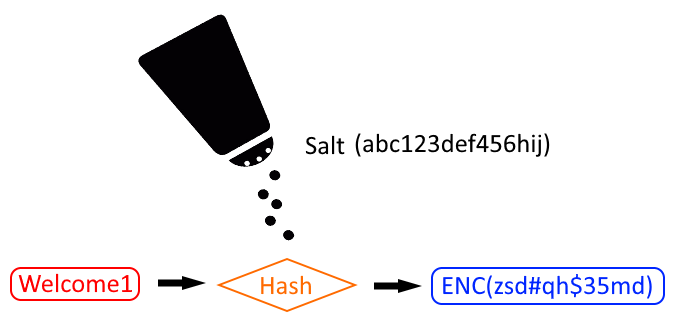 Salt (abc123def456hij)
Welcome1
Hash
ENC(zsd#qh$35md)